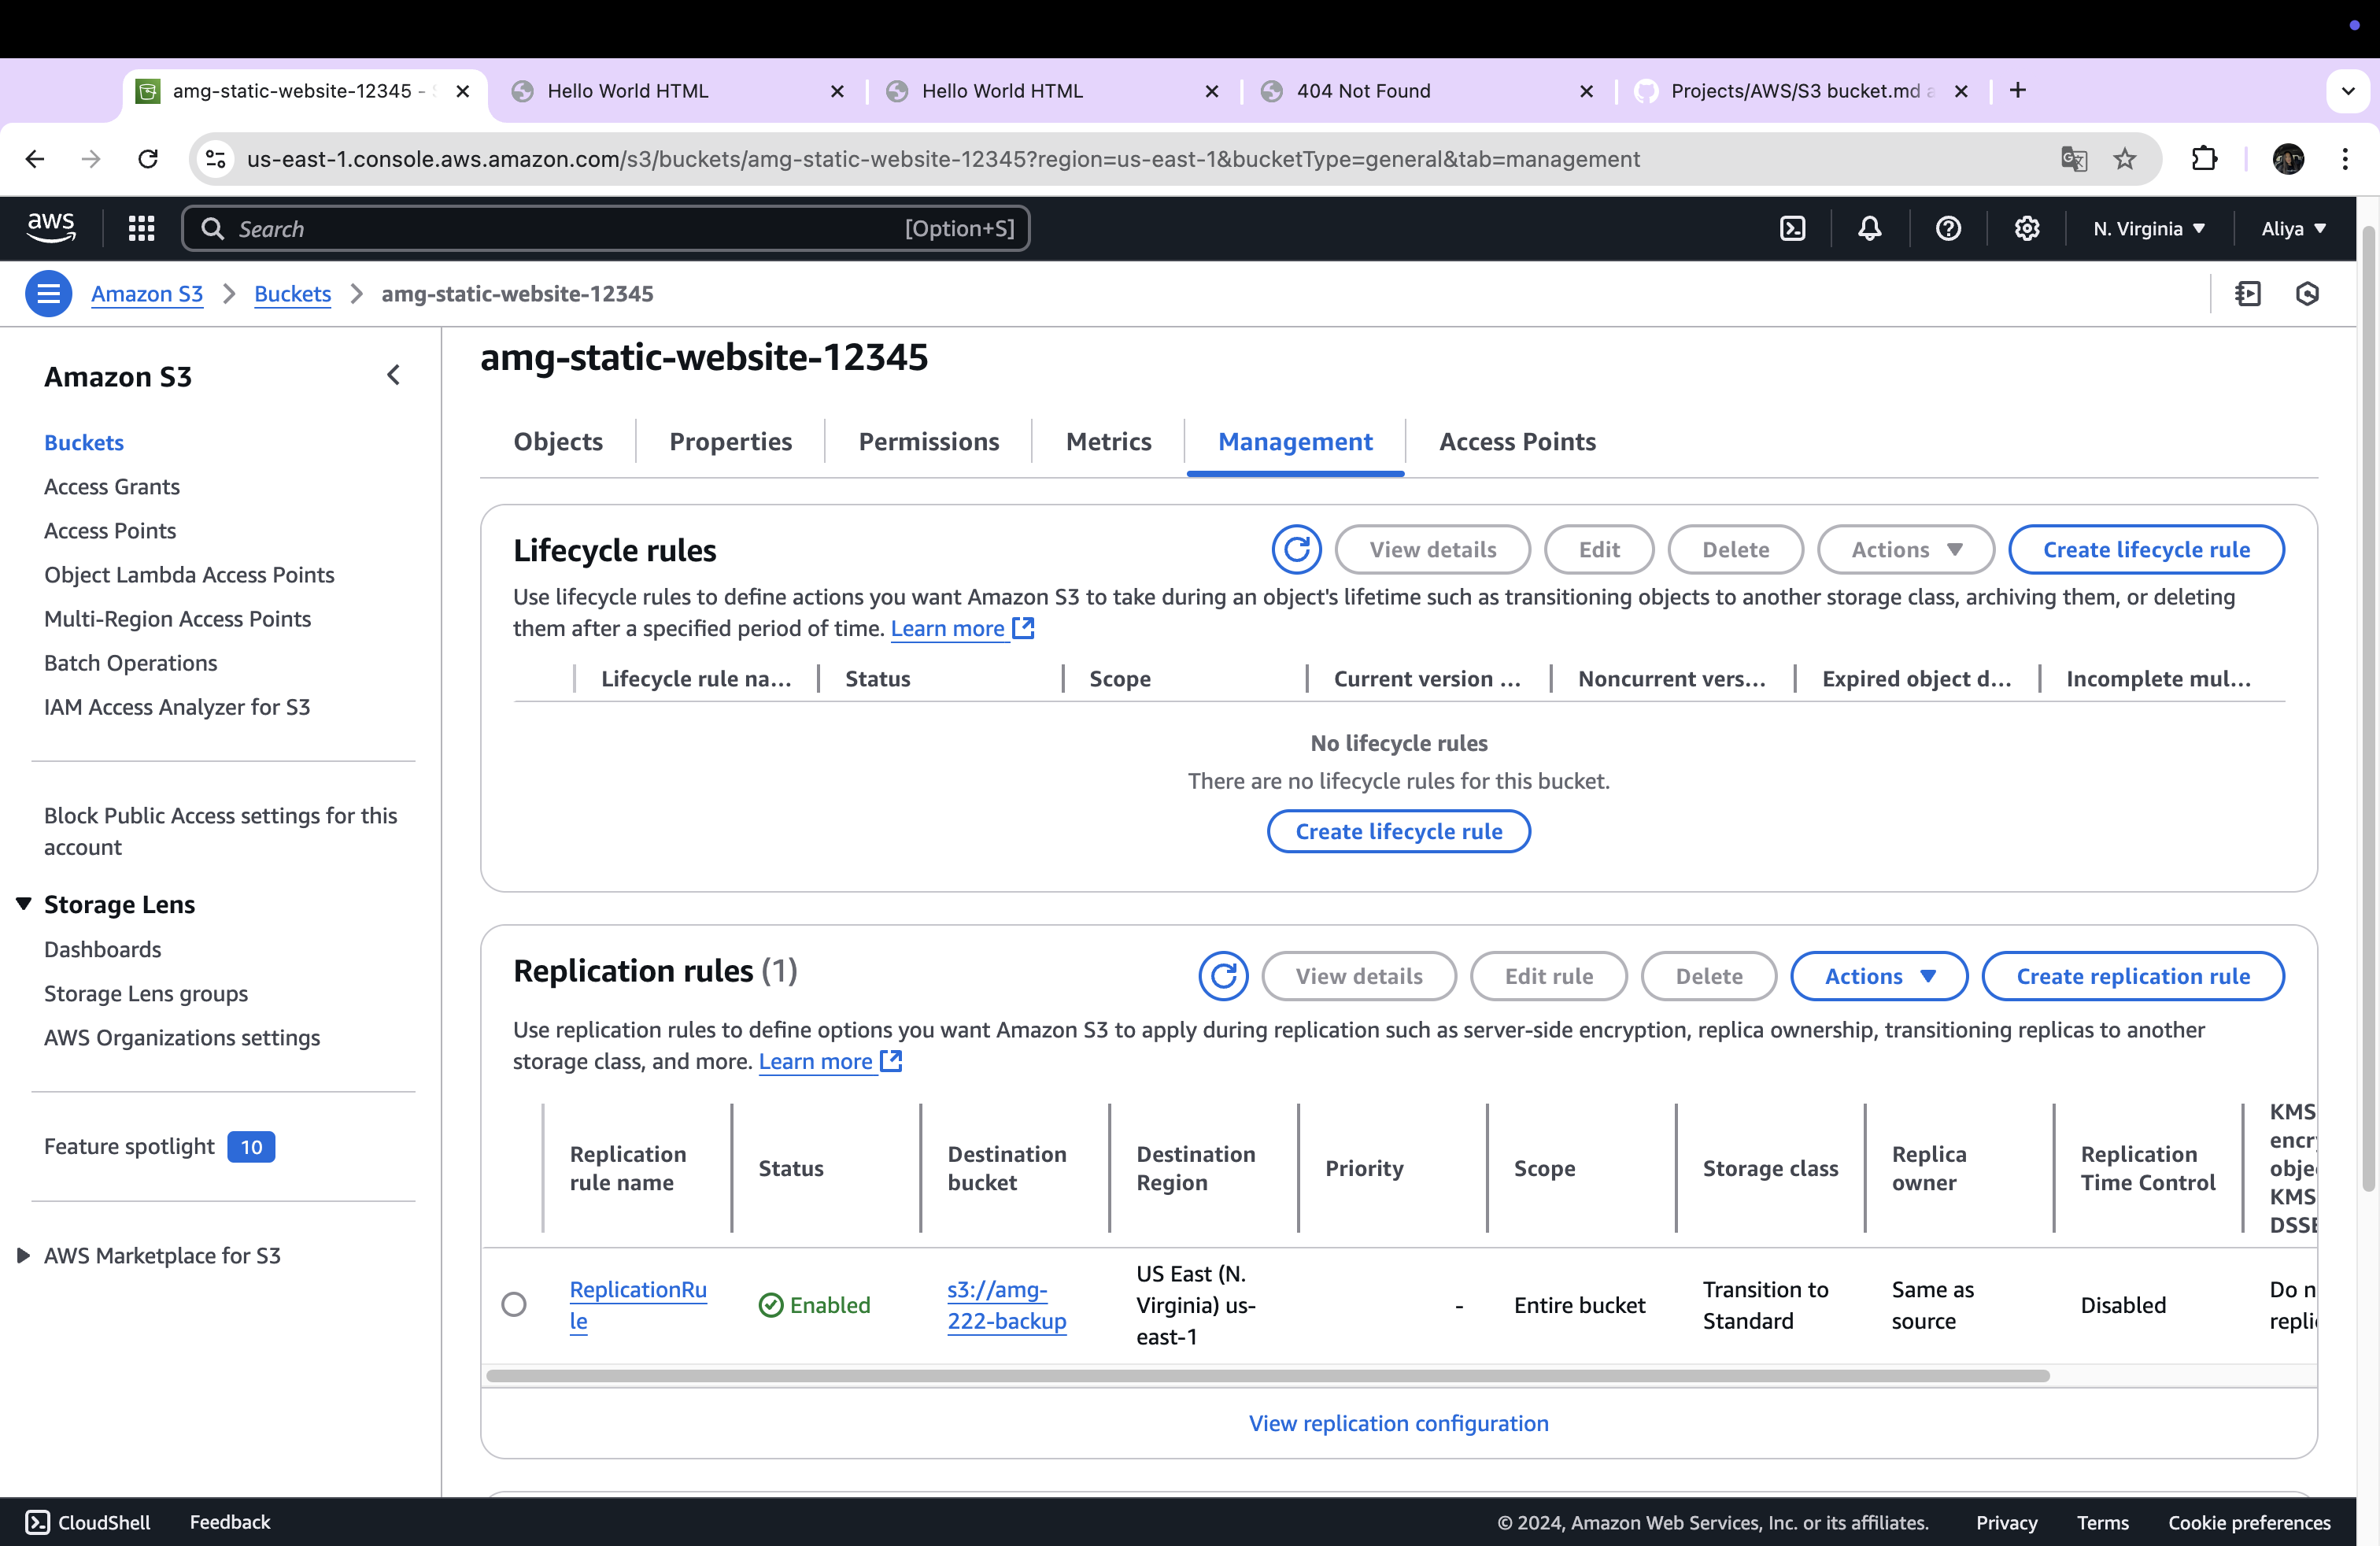 amg-static-website-12345 - S
Hello World HTML
Hello World HTML
404 Not Found
Projects/AWS/S3 bucket.md a
us-east-1.console.aws.amazon.com/s3/buckets/amg-static-website-12345?region=us-east-1&bucketType=general&tab=management
aws
Search
[Option+S]
N. Virginia
Aliya
Amazon S3
Buckets
amg-static-website-12345
Amazon S3
Buckets
Access Grants
Access Points
Object Lambda Access Points
Multi-Region Access Points
Batch Operations
IAM Access Analyzer for S3
Block Public Access settings for this
account
Storage Lens
Dashboards
Storage Lens groups
AWS Organizations settings
Feature spotlight 10
AWS Marketplace for S3
amg-static-website-12345
Objects
Properties
Permissions
Metrics
Management
Access Points
Lifecycle rules
View details
Edit
Delete
Actions
Create lifecycle rule
Use lifecycle rules to define actions you want Amazon S3 to take during an object's lifetime such as transitioning objects to another storage class, archiving them, or deleting
them after a specified period of time. Learn more
Lifecycle rule na...
Status
Scope
Current version ...
Noncurrent vers...
Expired object d...
Incomplete mul...
No lifecycle rules
There are no lifecycle rules for this bucket.
Create lifecycle rule
Replication rules (1)
View details
Edit rule
Delete
Actions
Create replication rule
Use replication rules to define options you want Amazon S3 to apply during replication such as server-side encryption, replica ownership, transitioning replicas to another
storage class, and more. Learn more
Replication
rule name
Status
Destination
bucket
Destination
Region
Priority
Scope
Storage class
Replica
owner
Replication
Time Control
KMS
encr
obje
KMS
DSSE
ReplicationRu
le
Enabled
s3://amg-
222-backup
US East (N.
Virginia) us-
east-1
-
Entire bucket
Transition to
Standard
Same as
source
Disabled
Do n
repli
View replication configuration
CloudShell
Feedback
© 2024, Amazon Web Services, Inc. or its affiliates.
Privacy
Terms
Cookie preferences